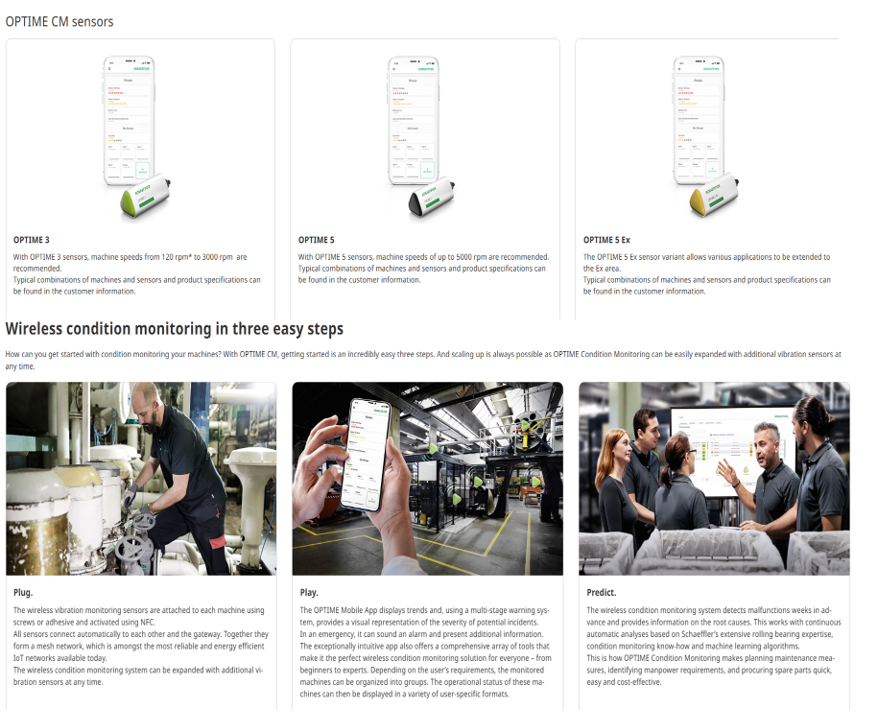 OPTIME CM sensors
OPTIME 3
With OPTIME 3 sensors, machine speeds from 120 rpm* to 3000 rpm are
recommended.
Typical combinations of machines and sensors and product specifications can
be found in the customer information.
OPTIME 5
With OPTIME 5 sensors, machine speeds of up to 5000 rpm are recommended.
Typical combinations of machines and sensors and product specifications can
be found in the customer information.
OPTIME 5 Ex
The OPTIME 5 Ex sensor variant allows various applications to be extended to
the Ex area.
Typical combinations of machines and sensors and product specifications can
be found in the customer information.
Wireless condition monitoring in three easy steps
How can you get started with condition monitoring your machines? With OPTIME CM, getting started is an incredibly easy three steps. And scaling up is always possible as OPTIME Condition Monitoring can be easily expanded with additional vibration sensors at
any time.
Plug.
The wireless vibration monitoring sensors are attached to each machine using
screws or adhesive and activated using NFC.
All sensors connect automatically to each other and the gateway. Together they
form a mesh network, which is amongst the most reliable and energy efficient
IoT networks available today.
The wireless condition monitoring system can be expanded with additional vi-
bration sensors at any time.
Play.
The OPTIME Mobile App displays trends and, using a multi-stage warning sys-
tem, provides a visual representation of the severity of potential incidents.
In an emergency, it can sound an alarm and present additional information.
The exceptionally intuitive app also offers a comprehensive array of tools that
make it the perfect wireless condition monitoring solution for everyone – from
beginners to experts. Depending on the user's requirements, the monitored
machines can be organized into groups. The operational status of these ma-
chines can then be displayed in a variety of user-specific formats.
Predict.
The wireless condition monitoring system detects malfunctions weeks in ad-
vance and provides information on the root causes. This works with continuous
automatic analyses based on Schaeffler's extensive rolling bearing expertise,
condition monitoring know-how and machine learning algorithms.
This is how OPTIME Condition Monitoring makes planning maintenance mea-
sures, identifying manpower requirements, and procuring spare parts quick,
easy and cost-effective.